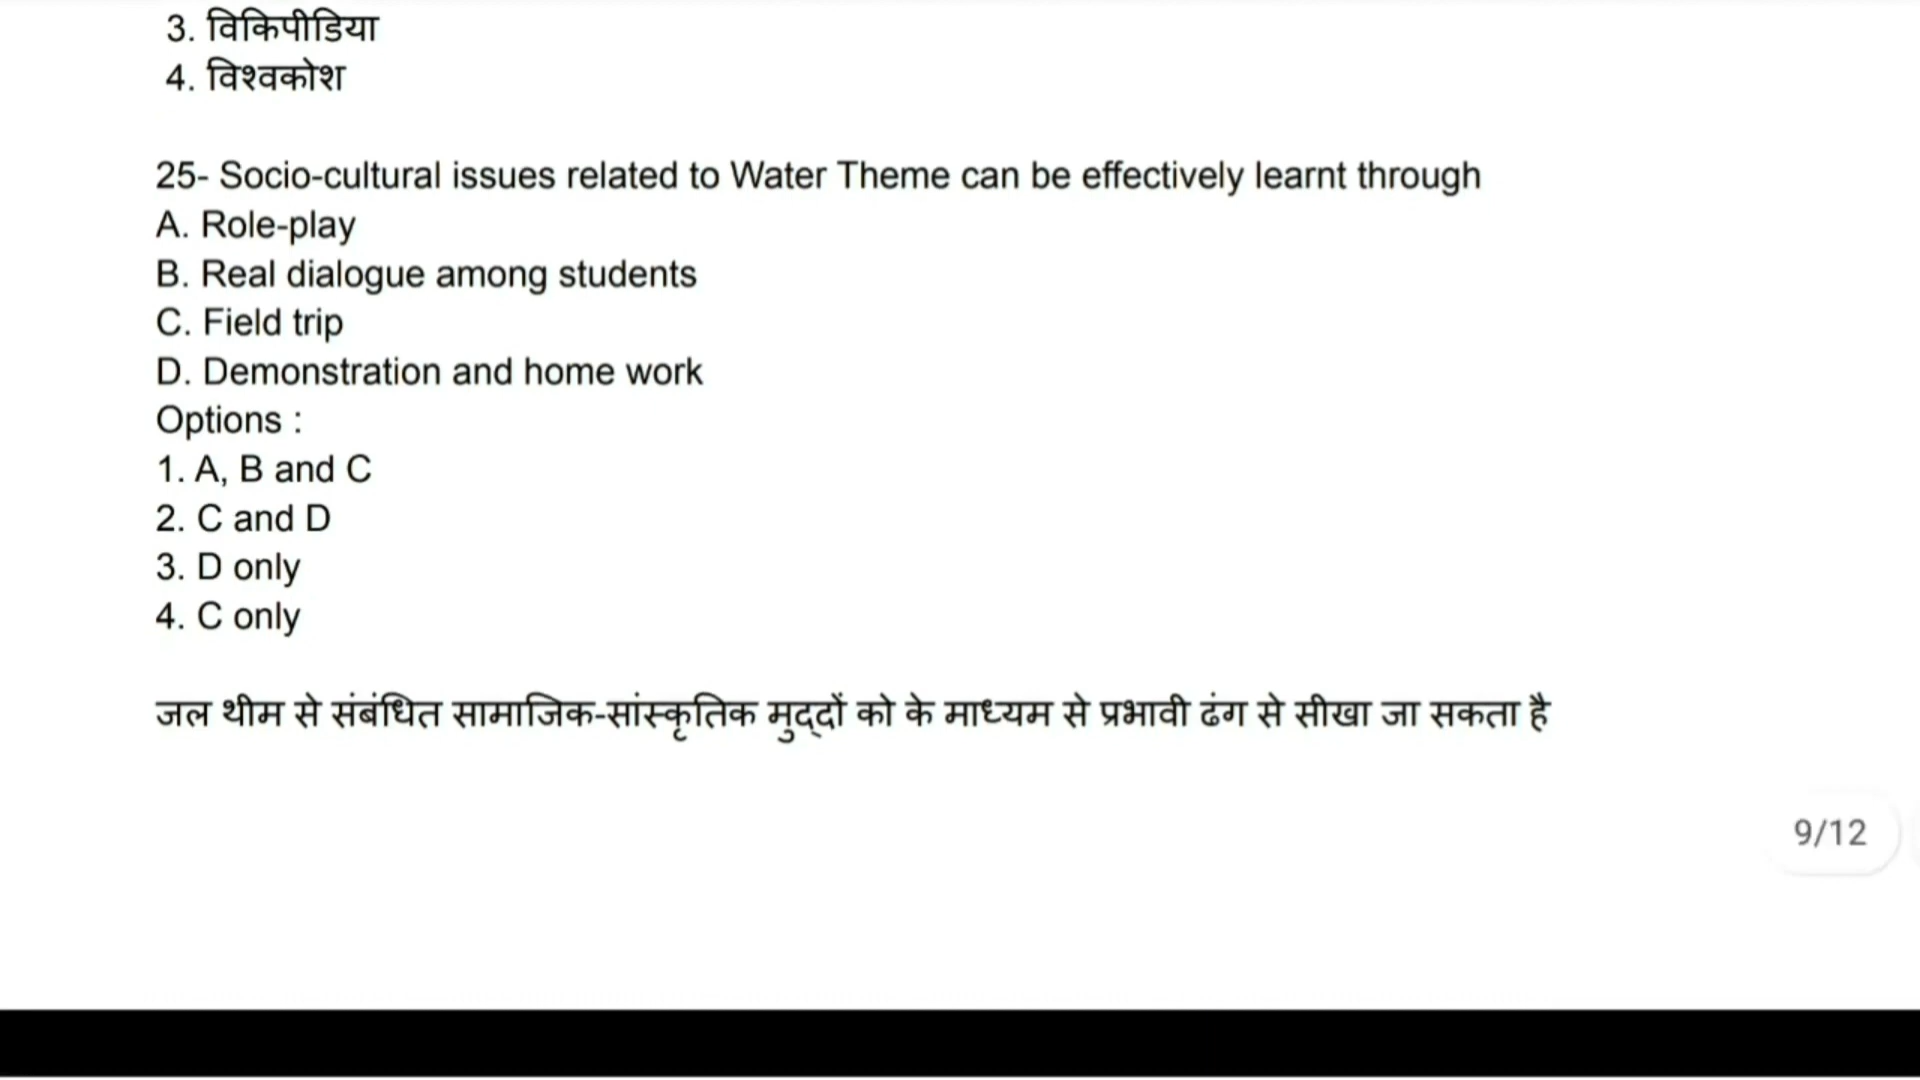 3. विकिपीडिया
4. विश्वकोश
25- Socio-cultural issues related to Water Theme can be effectively learnt through
A. Role-play
B. Real dialogue among students
C. Field trip
D. Demonstration and home work
Options :
1. A, B and C
2. C and D
3. D only
4. C only
जल थीम से संबंधित सामाजिक-सांस्कृतिक मुद्दों को के माध्यम से प्रभावी ढंग से सीखा जा सकता है
9/12